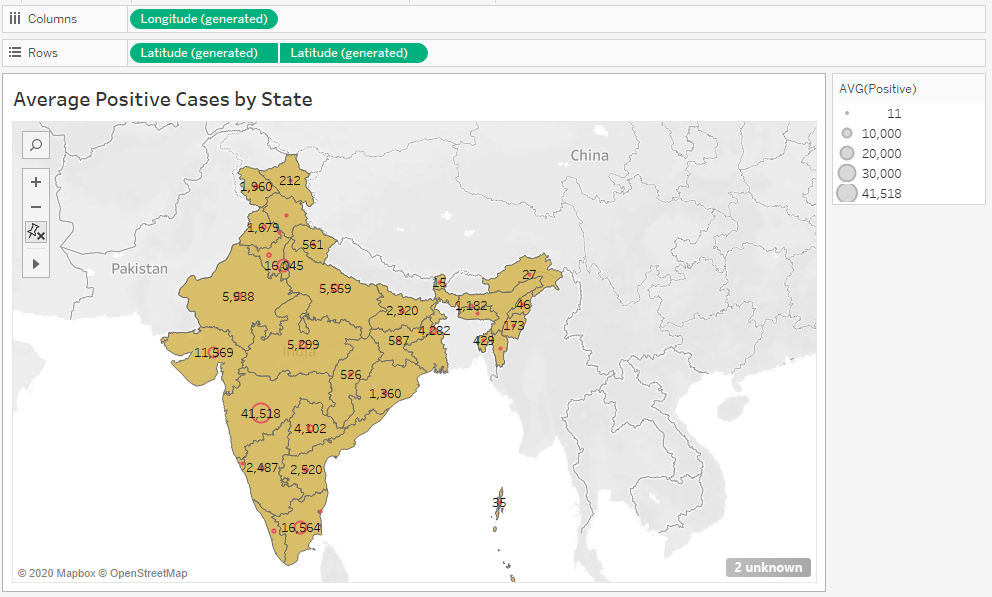 Columns
Longitude (generated)
Rows
Latitude (generated) Latitude (generated)
Average Positive Cases by State
AVG(Positive)
11
10,000
20,000
30,000
41,518
China
1,960
212
1,679
561
16,045
Pakistan
5,938
5,559
15
27
2,320
1,182
46
4,282
173
587
429
5,299
India
11,569
526
1,360
41,518
4,102
2,487
2,520
35
16,564
© 2020 Mapbox © OpenStreetMap
2 unknown